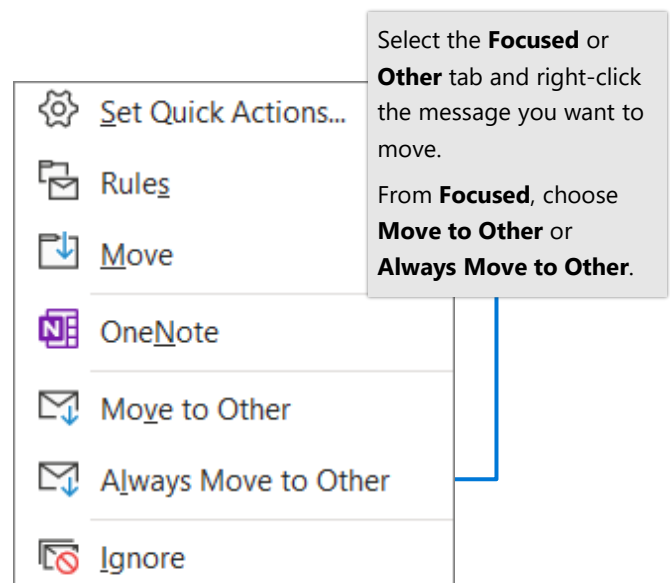 Select the Focused or
Other tab and right-click
the message you want to
move.
From Focused, choose
Move to Other or
Always Move to Other.
Set Quick Actions...
Rules
Move
OneNote
Move to Other
Always Move to Other
Ignore